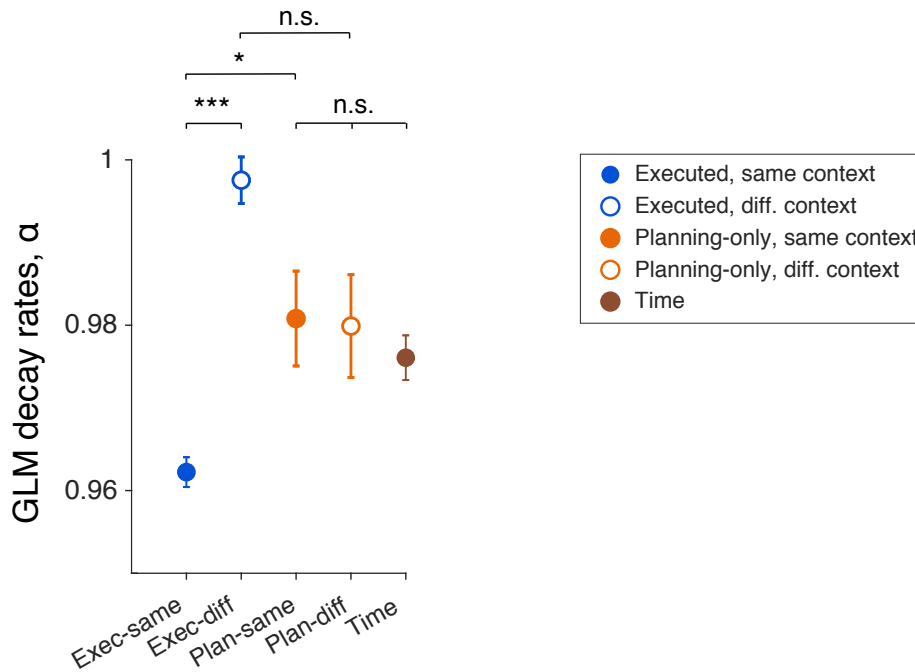 n.s.
*
***
n.s.
1
0.98
0.96
GLM decay rates, α
Exec-same
Exec-diff
Plan-same
Plan-diff
Time
Executed, same context
Executed, diff. context
Planning-only, same context
Planning-only, diff. context
Time